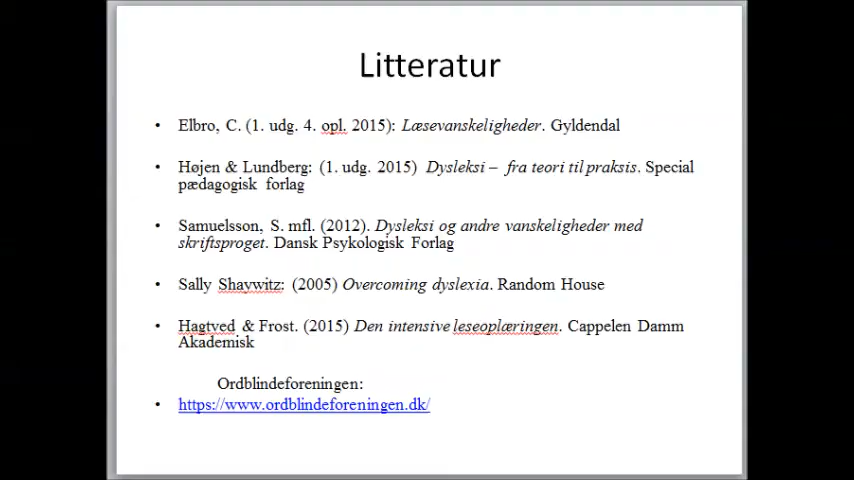 Litteratur
• Elbro, C. (1. udg. 4. opl. 2015): Læsevanskeligheder. Gyldendal
• Højen & Lundberg: (1. udg. 2015) Dysleksi – fra teori til praksis. Special
pædagogisk forlag
• Samuelsson, S. mfl. (2012). Dysleksi og andre vanskeligheder med
skriftsproget. Dansk Psykologisk Forlag
• Sally Shaywitz: (2005) Overcoming dyslexia. Random House
• Hagtved & Frost. (2015) Den intensive leseoplæringen. Cappelen Damm
Akademisk
Ordblindeforeningen:
• https://www.ordblindeforeningen.dk/